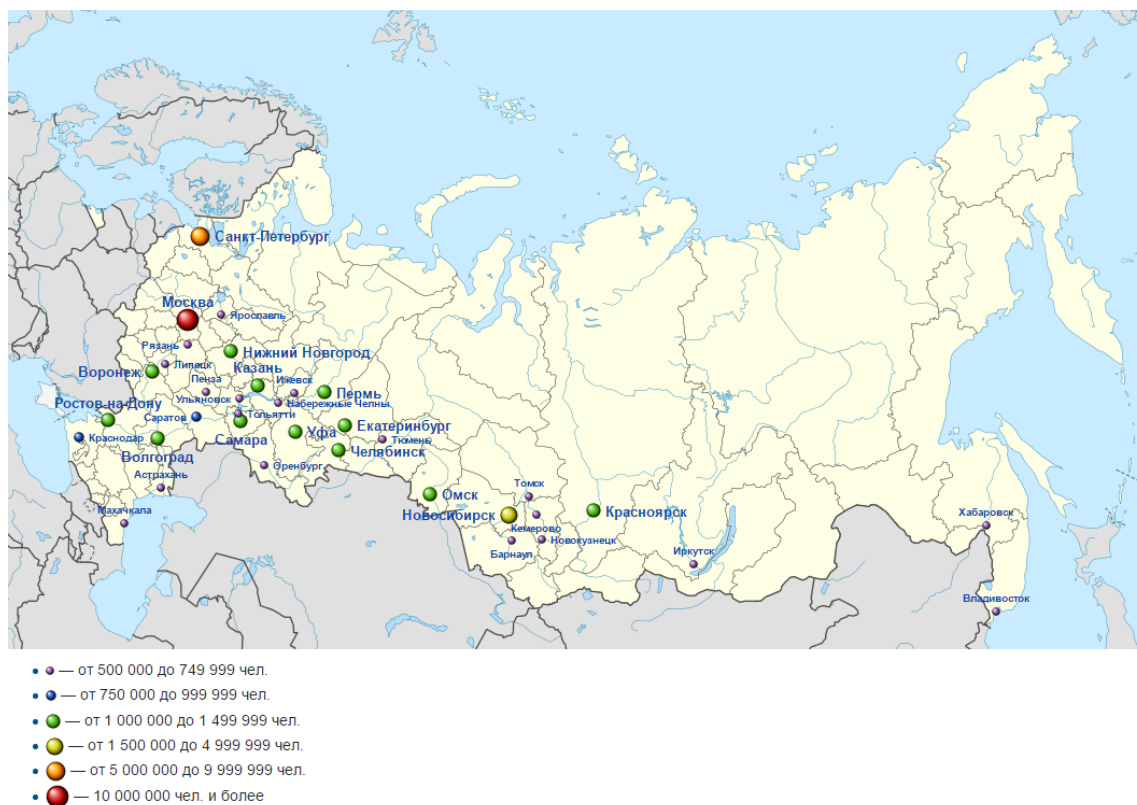 Санкт-Петербург
Москва
Ярославль
Рязань
Нижний Новгород
Липецк
Казань
Воронеж
Пенза
Ижевск
Пермь
Ульяновск
Набережные Челны
Ростов-на-Дону
Тольятти
Саратов
Екатеринбург
Краснодар
Самара
Уфа
Тюмень
Челябинск
Волгоград
Оренбург
Астрахань
Томск
Омск
Махачкала
Новосибирск
Красноярск
Хабаровск
Кемерово
Новокузнецк
Барнаул
Иркутск
Владивосток
— от 500 000 до 749 999 чел.
— от 750 000 до 999 999 чел.
— от 1 000 000 до 1 499 999 чел.
— от 1 500 000 до 4 999 999 чел.
— от 5 000 000 до 9 999 999 чел.
— 10 000 000 чел. и более